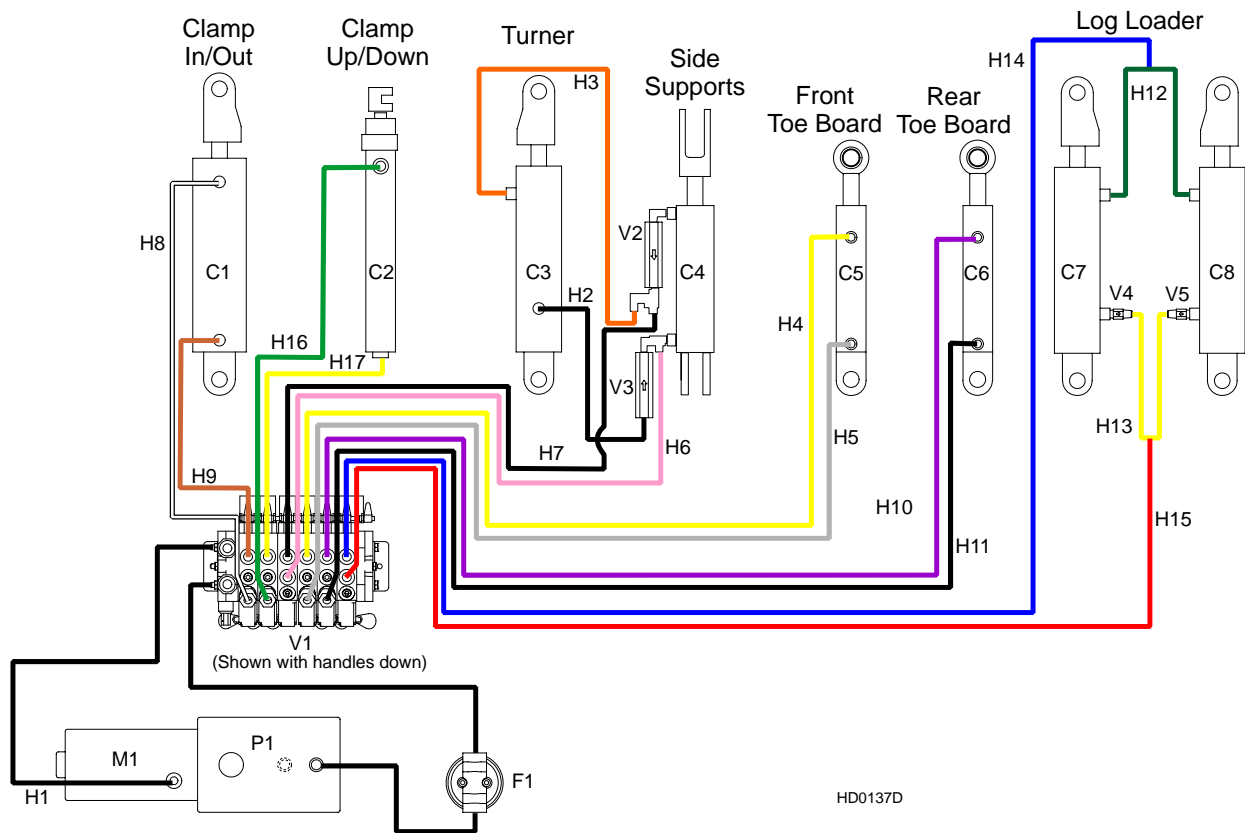 Clamp
In/Out
Clamp
Up/Down
Turner
Side
Supports
Front
Toe Board
Rear
Toe Board
Log Loader
H14
H3
H12
H8
V2
C1
C2
C3
C4
C5
C6
C7
C8
H2
V4
V5
H4
H16
H17
V3
H13
H7
H6
H5
H9
H10
H15
H11
V1
(Shown with handles down)
M1
P1
F1
H1
HD0137D